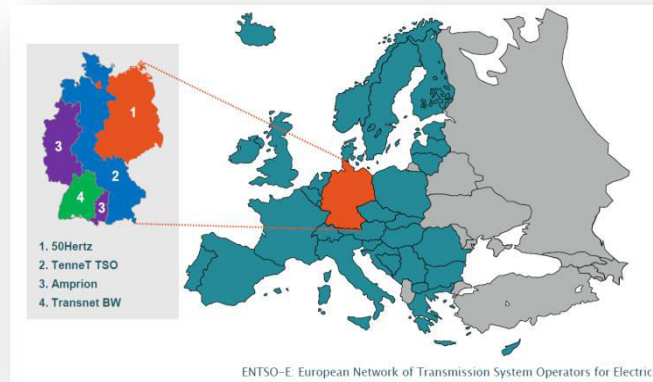 1
3
2
4
3
1. 50Hertz
2. TenneT TSO
3. Amprion
4. Transnet BW
ENTSO-E: European Network of Transmission System Operators for Electric